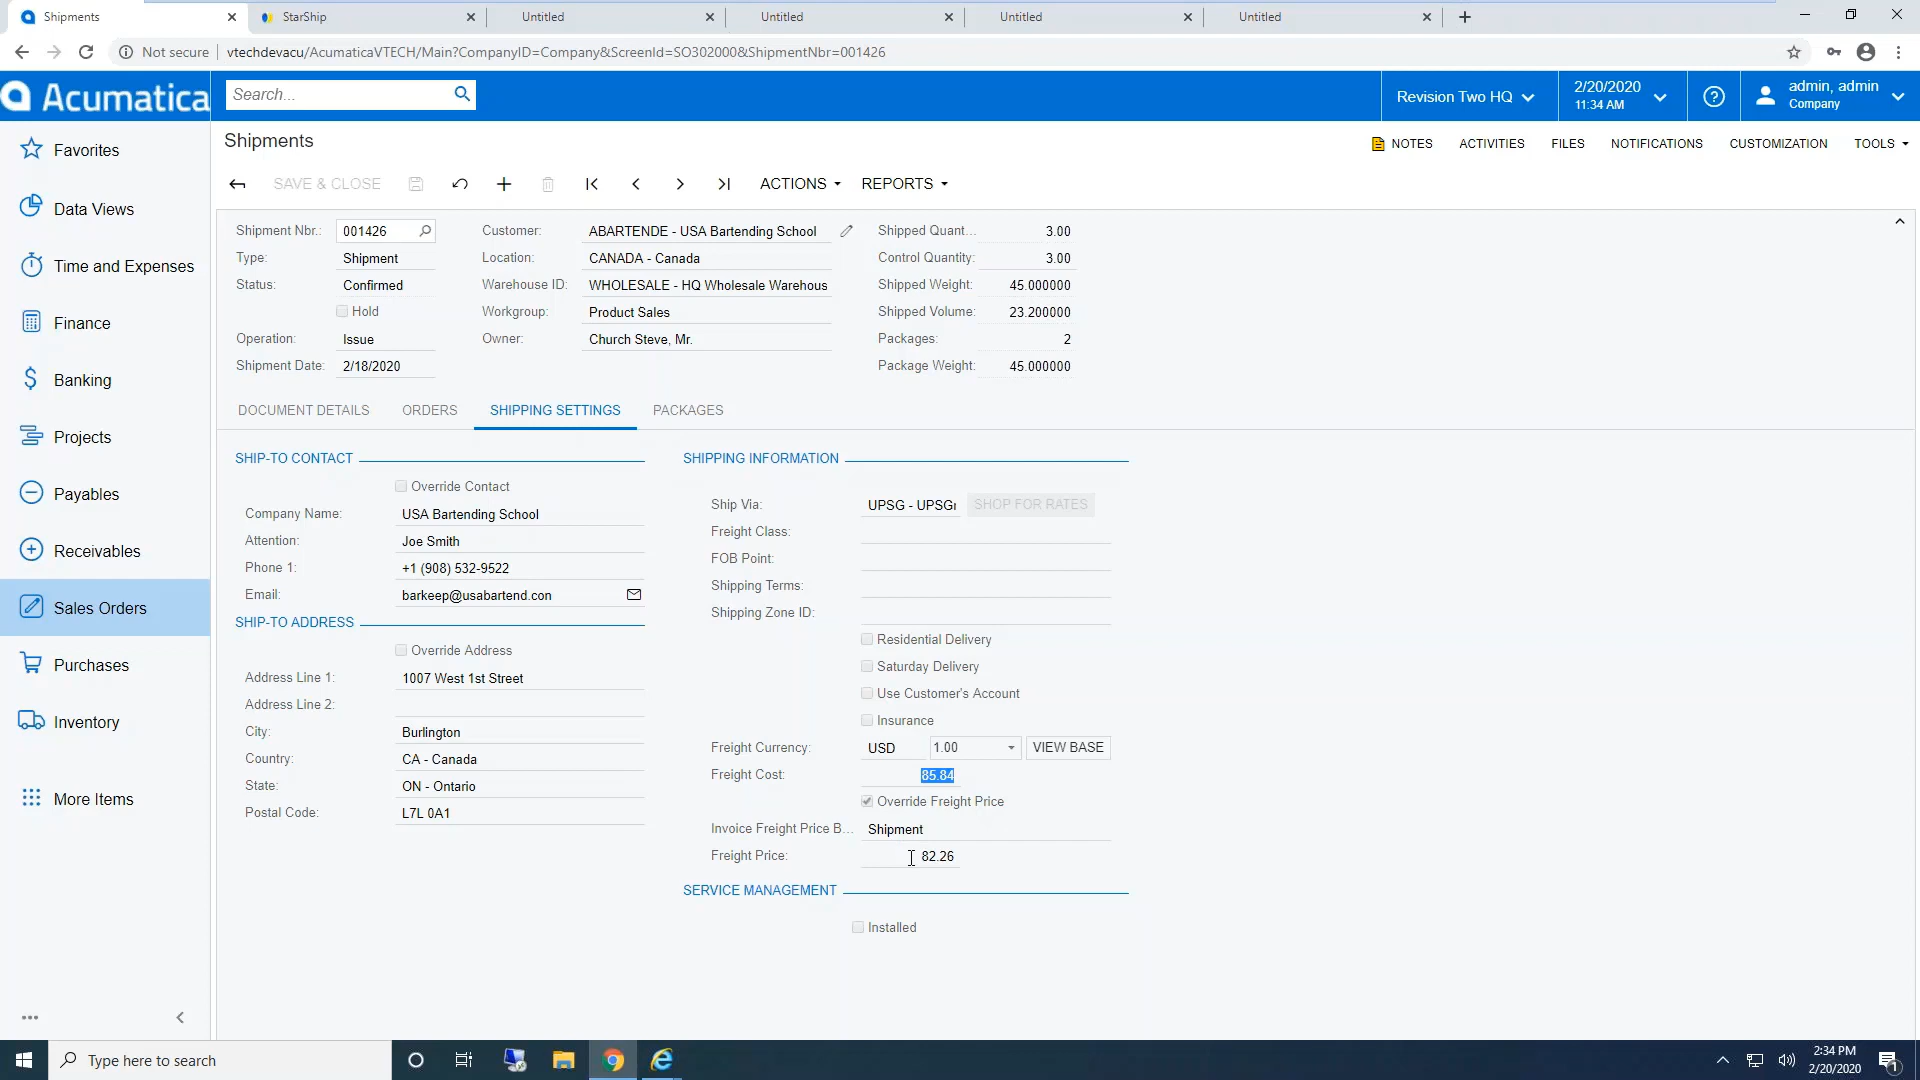 Shipments
StarShip
Untitled
Untitled
Untitled
Untitled
Not secure
vtechdevacu/AcumaticaVTECH/Main?CompanyID=Company&ScreenId=SO302000&ShipmentNbr=001426
Acumatica
Search...
Revision Two HQ
2/20/2020
11:34 AM
admin, admin
Company
Favorites
Data Views
Time and Expenses
Finance
Banking
Projects
Payables
Receivables
Sales Orders
Purchases
Inventory
More Items
Shipments
NOTES
ACTIVITIES
FILES
NOTIFICATIONS
CUSTOMIZATION
TOOLS
SAVE & CLOSE
ACTIONS
REPORTS
Shipment Nbr.: 001426
Type: Shipment
Status: Confirmed
Hold
Operation: Issue
Shipment Date: 2/18/2020
Customer: ABARTENDE - USA Bartending School
Location: CANADA - Canada
Warehouse ID: WHOLESALE - HQ Wholesale Warehous
Workgroup: Product Sales
Owner: Church Steve, Mr.
Shipped Quant... 3.00
Control Quantity: 3.00
Shipped Weight: 45.000000
Shipped Volume: 23.200000
Packages: 2
Package Weight: 45.000000
DOCUMENT DETAILS
ORDERS
SHIPPING SETTINGS
PACKAGES
SHIP-TO CONTACT
Override Contact
Company Name: USA Bartending School
Attention: Joe Smith
Phone 1: +1 (908) 532-9522
Email: barkeep@usabartend.con
SHIP-TO ADDRESS
Override Address
Address Line 1: 1007 West 1st Street
Address Line 2:
City: Burlington
Country: CA - Canada
State: ON - Ontario
Postal Code: L7L 0A1
SHIPPING INFORMATION
Ship Via: UPSG - UPSGr SHOP FOR RATES
Freight Class:
FOB Point:
Shipping Terms:
Shipping Zone ID:
Residential Delivery
Saturday Delivery
Use Customer's Account
Insurance
Freight Currency: USD 1.00 VIEW BASE
Freight Cost: 85.84
Override Freight Price
Invoice Freight Price B... Shipment
Freight Price: 82.26
SERVICE MANAGEMENT
Installed
Type here to search
2:34 PM
2/20/2020
1